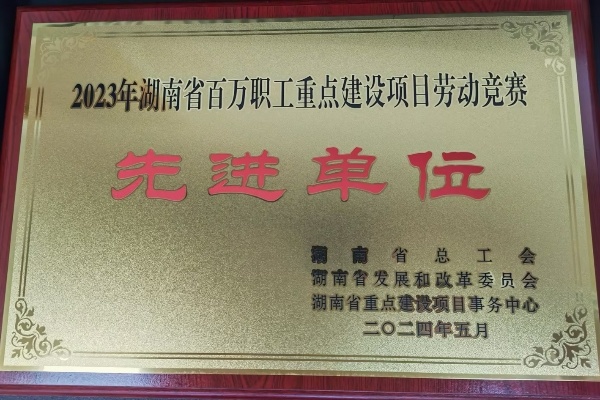 2023年湖南省百万职工重点建设项目劳动竞赛
先进单位
湖南省总工会
湖南省发展和改革委员会
湖南省重点建设项目事务中心
二〇二四年五月